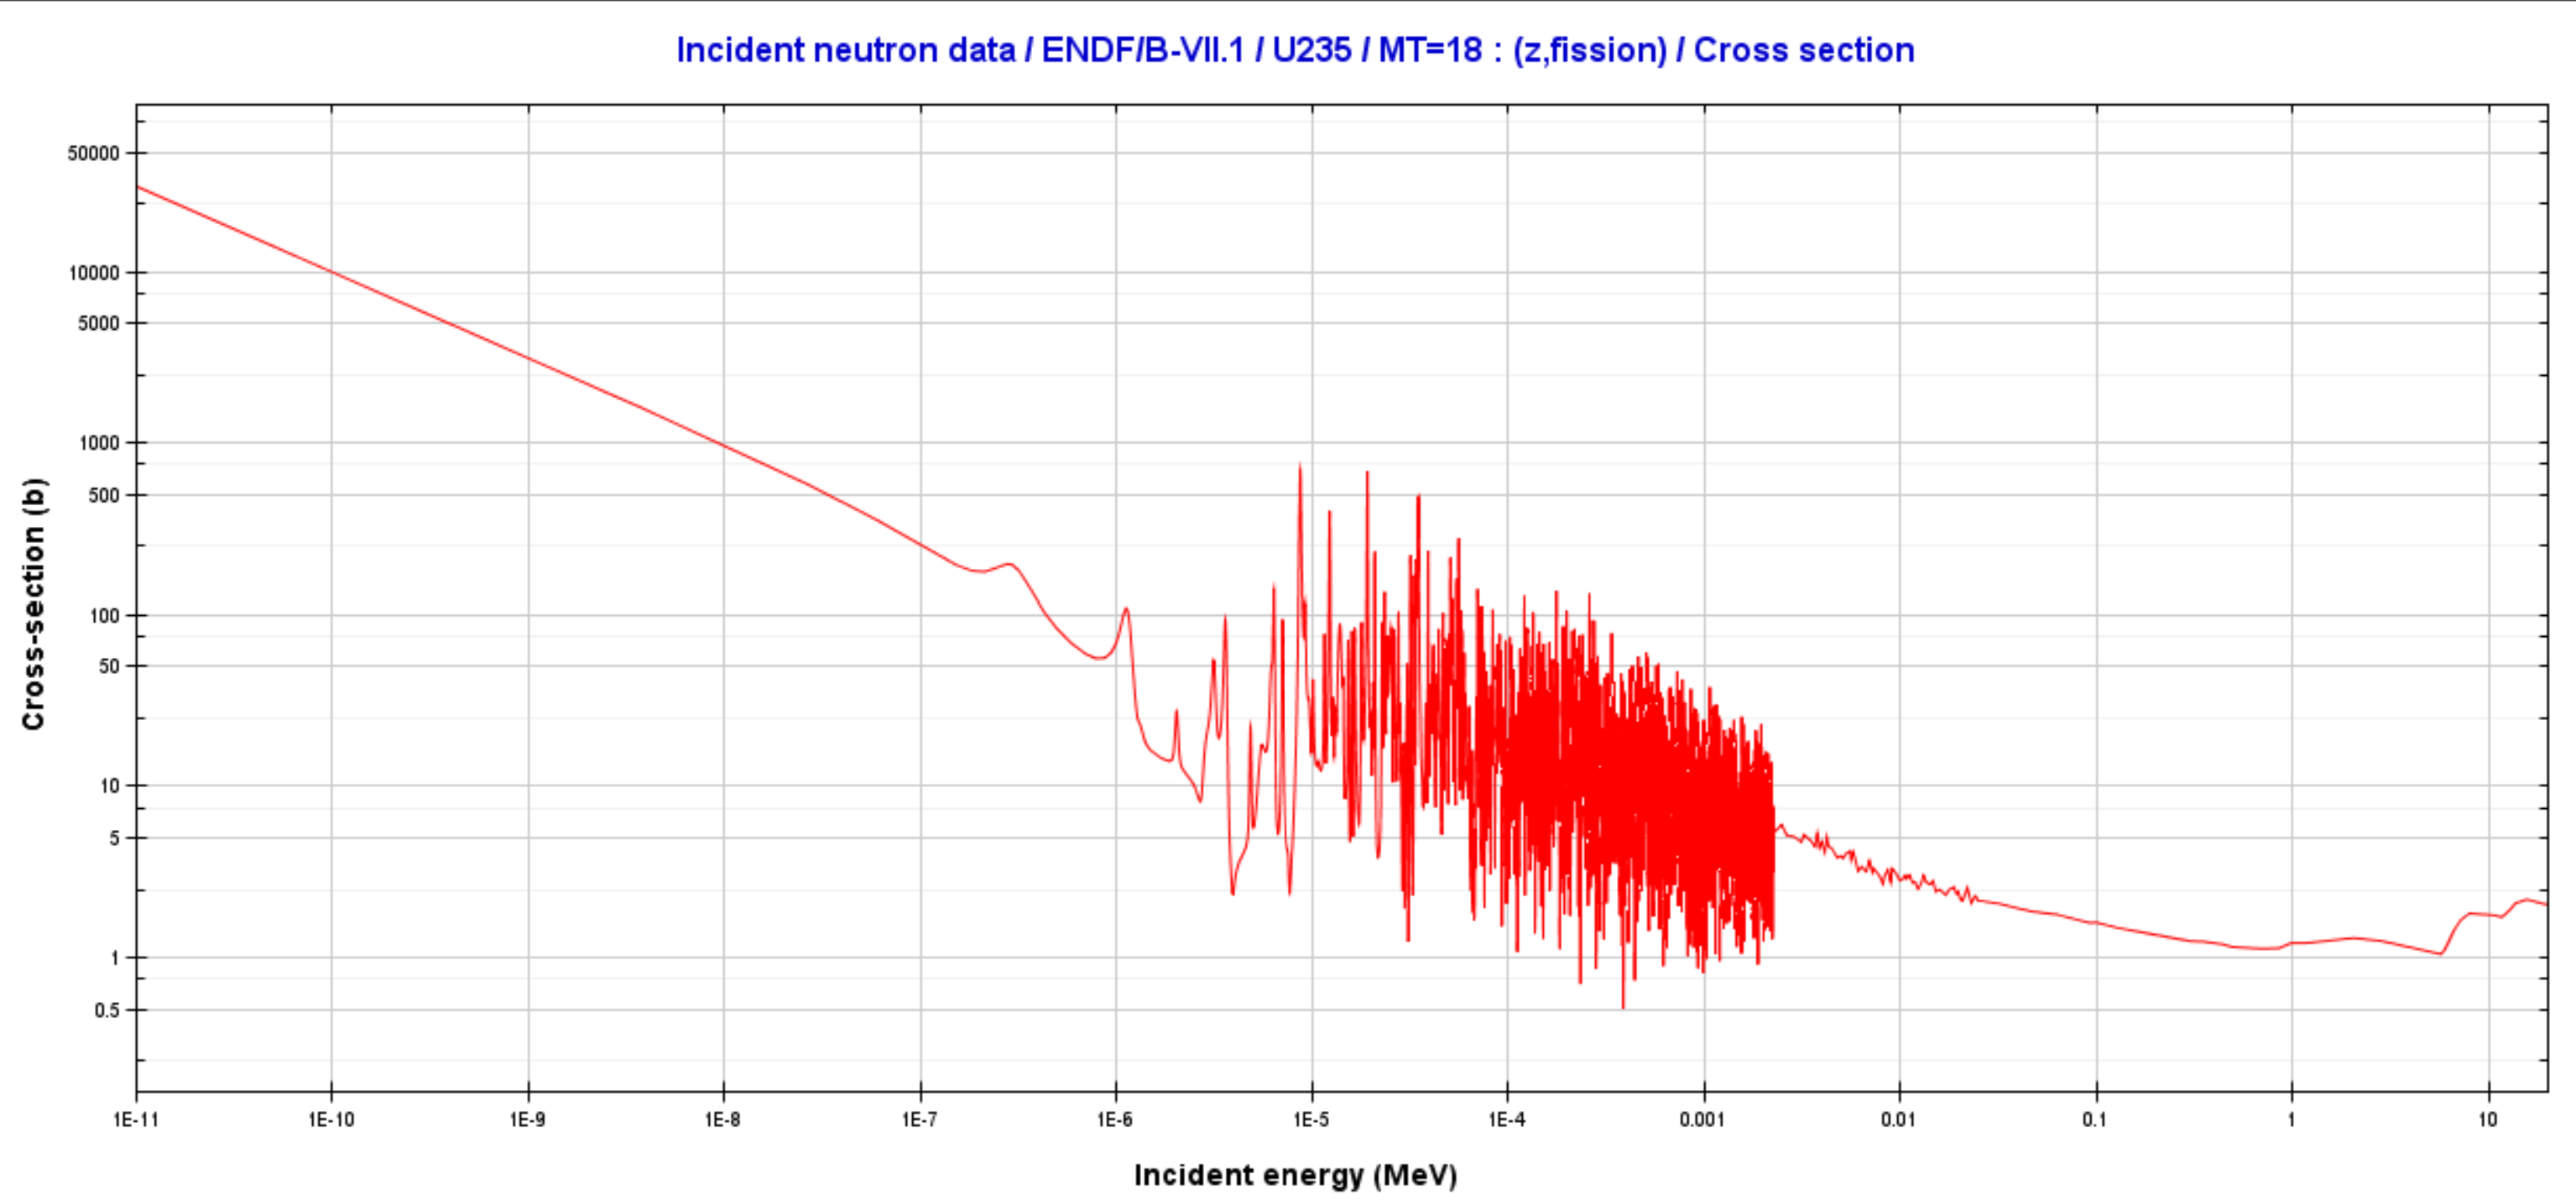 Incident neutron data / ENDF/B-VII.1 / U235 / MT=18 : (z,fission) / Cross section
Cross-section (b)
50000
10000
5000
1000
500
100
50
10
5
1
0.5
1E-11 1E-10 1E-9 1E-8 1E-7 1E-6 1E-5 1E-4 0.001 0.01 0.1 1 10
Incident energy (MeV)